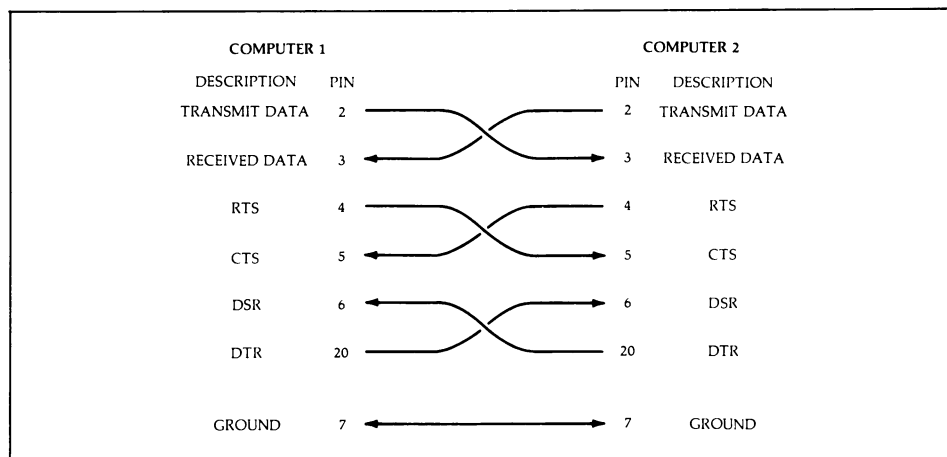 COMPUTER 1 COMPUTER 2
DESCRIPTION PIN PIN DESCRIPTION
TRANSMIT DATA 2 2 TRANSMIT DATA
RECEIVED DATA 3 3 RECEIVED DATA
RTS 4 4 RTS
CTS 5 5 CTS
DSR 6 6 DSR
DTR 20 20 DTR
GROUND 7 7 GROUND